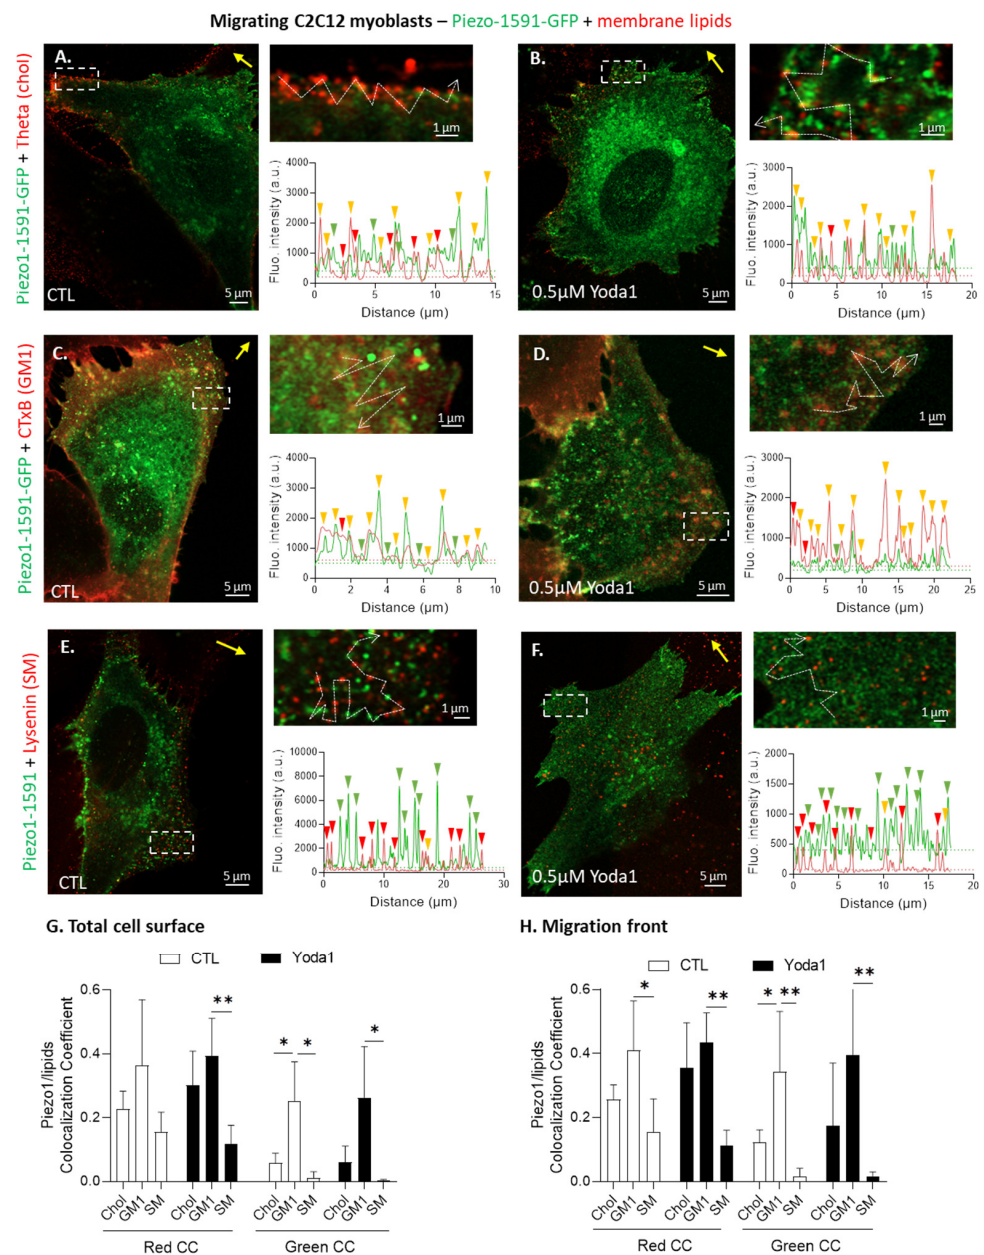 Migrating C2C12 myoblasts – Piezo-1591-GFP + membrane lipids
Piezo1-1591-GFP + Theta (chol)
A.
CTL
5 µm
1 µm
Fluo. intensity (a.u.)
4000
3000
2000
1000
0
0 5 10 15
Distance (µm)
B.
0.5µM Yoda1
5 µm
1 µm
Fluo. intensity (a.u.)
3000
2000
1000
0
0 5 10 15 20
Distance (µm)
Piezo1-1591-GFP + CTxB (GM1)
C.
CTL
5 µm
1 µm
Fluo. intensity (a.u.)
4000
3000
2000
1000
0
0 2 4 6 8 10
Distance (µm)
D.
0.5µM Yoda1
5 µm
1 µm
Fluo. intensity (a.u.)
3000
2000
1000
0
0 5 10 15 20 25
Distance (µm)
Piezo1-1591 + Lysenin (SM)
E.
CTL
5 µm
1 µm
Fluo. intensity (a.u.)
10000
8000
6000
4000
2000
0
0 10 20 30
Distance (µm)
F.
0.5µM Yoda1
5 µm
1 µm
Fluo. intensity (a.u.)
2000
1500
1000
500
0
0 5 10 15 20
Distance (µm)
G. Total cell surface
CTL Yoda1
Piezo1/lipids
Colocalization Coefficient
0.6
0.4
0.2
0.0
** * * *
Chol GM1 SM Chol GM1 SM Chol GM1 SM Chol GM1 SM
Red CC Green CC
H. Migration front
CTL Yoda1
Piezo1/lipids
Colocalization Coefficient
0.6
0.4
0.2
0.0
* ** * ** **
Chol GM1 SM Chol GM1 SM Chol GM1 SM Chol GM1 SM
Red CC Green CC